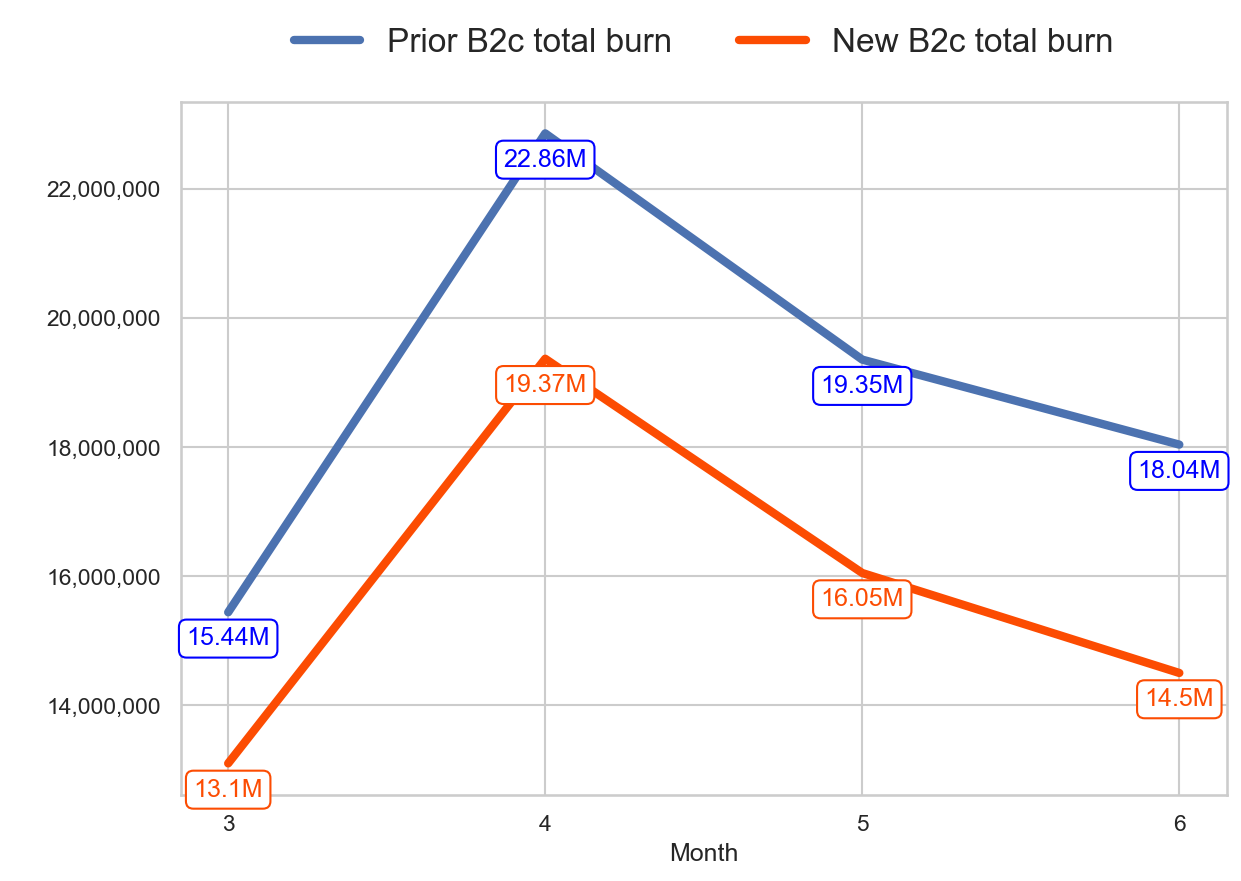 Prior B2c total burn New B2c total burn
22.86M
22,000,000
20,000,000
19.37M
19.35M
18,000,000
18.04M
16,000,000
16.05M
15.44M
14,000,000
14.5M
13.1M
3 4 5 6
Month